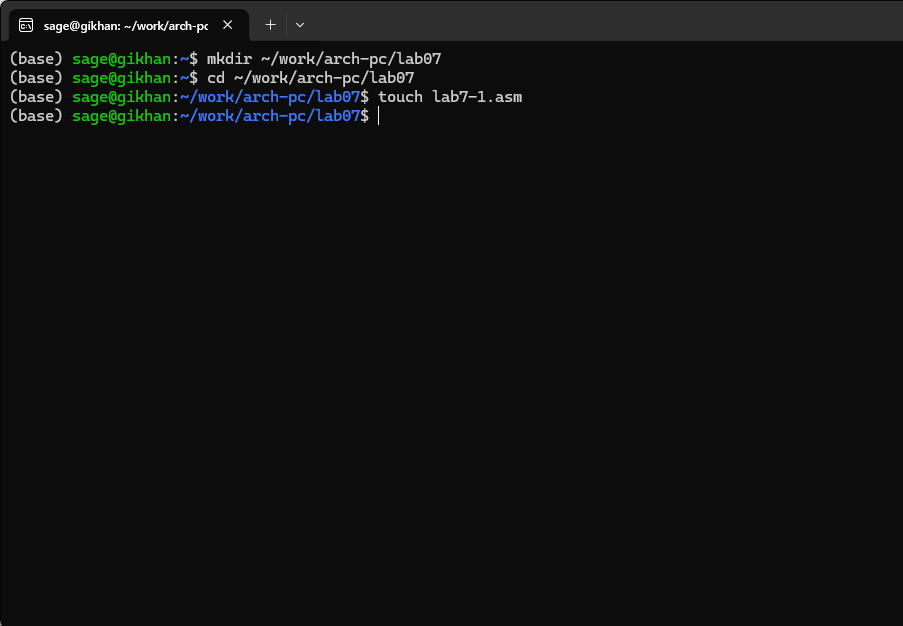 sage@gikhan: ~/work/arch-pc
(base) sage@gikhan:~$ mkdir ~/work/arch-pc/lab07
(base) sage@gikhan:~$ cd ~/work/arch-pc/lab07
(base) sage@gikhan:~/work/arch-pc/lab07$ touch lab7-1.asm
(base) sage@gikhan:~/work/arch-pc/lab07$